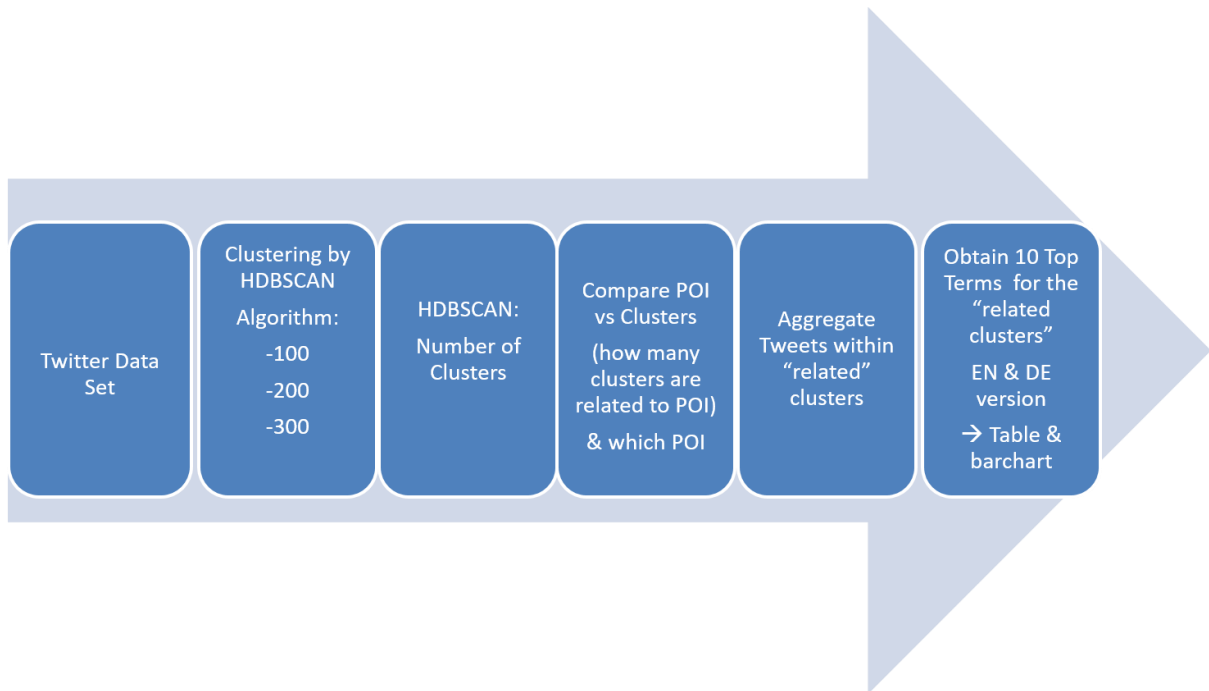 Twitter Data
Set
Clustering by
HDBSCAN
Algorithm:
-100
-200
-300
HDBSCAN:
Number of
Clusters
Compare POI
vs Clusters
(how many
clusters are
related to POI)
& which POI
Aggregate
Tweets within
“related”
clusters
Obtain 10 Top
Terms for the
“related
clusters”
EN & DE
version
→ Table &
barchart